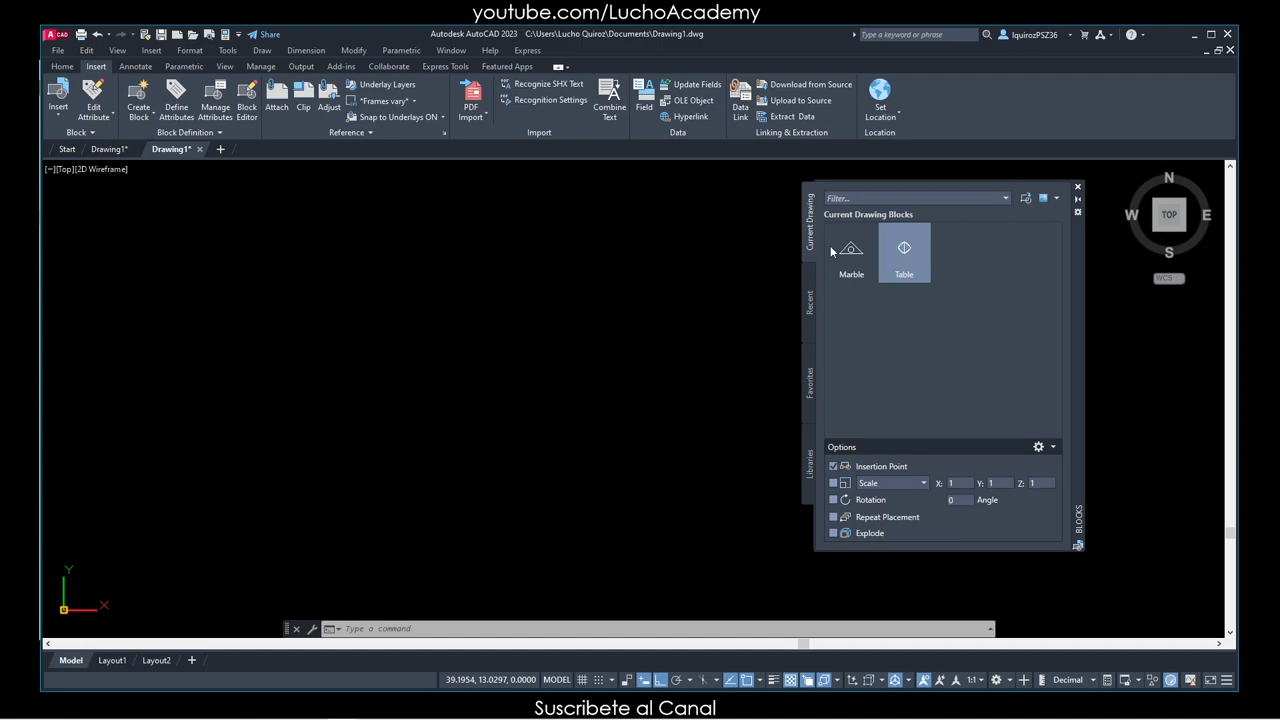 youtube.com/LuchoAcademy
CAD Share Autodesk AutoCAD 2023 C:\Users\Lucho Quiroz\Documents\Drawing1.dwg Type a keyword or phrase lquirozPSZ36
File Edit View Insert Format Tools Draw Dimension Modify Parametric Window Help Express
Home Insert Annotate Parametric View Manage Output Add-ins Collaborate Express Tools Featured Apps
Insert Edit Attribute Create Block Define Attributes Manage Attributes Block Editor Attach Clip Adjust
Underlay Layers
*Frames vary*
Snap to Underlays ON
PDF Import
Recognize SHX Text
Recognition Settings
Combine Text
Field
Update Fields
OLE Object
Hyperlink
Data Link
Download from Source
Upload to Source
Extract Data
Set Location
Block Block Definition Reference Import Data Linking & Extraction Location
Start Drawing1* Drawing1*
[−][Top][2D Wireframe]
Filter...
Current Drawing Blocks
Marble Table
Current Drawing
Recent
Favorites
Libraries
Options
Insertion Point
Scale X: 1 Y: 1 Z: 1
Rotation 0 Angle
Repeat Placement
Explode
BLOCKS
N
W TOP E
S
WCS
Y
X
Type a command
Model Layout1 Layout2
39.1954, 13.0297, 0.0000 MODEL 1:1 Decimal
Suscribete al Canal